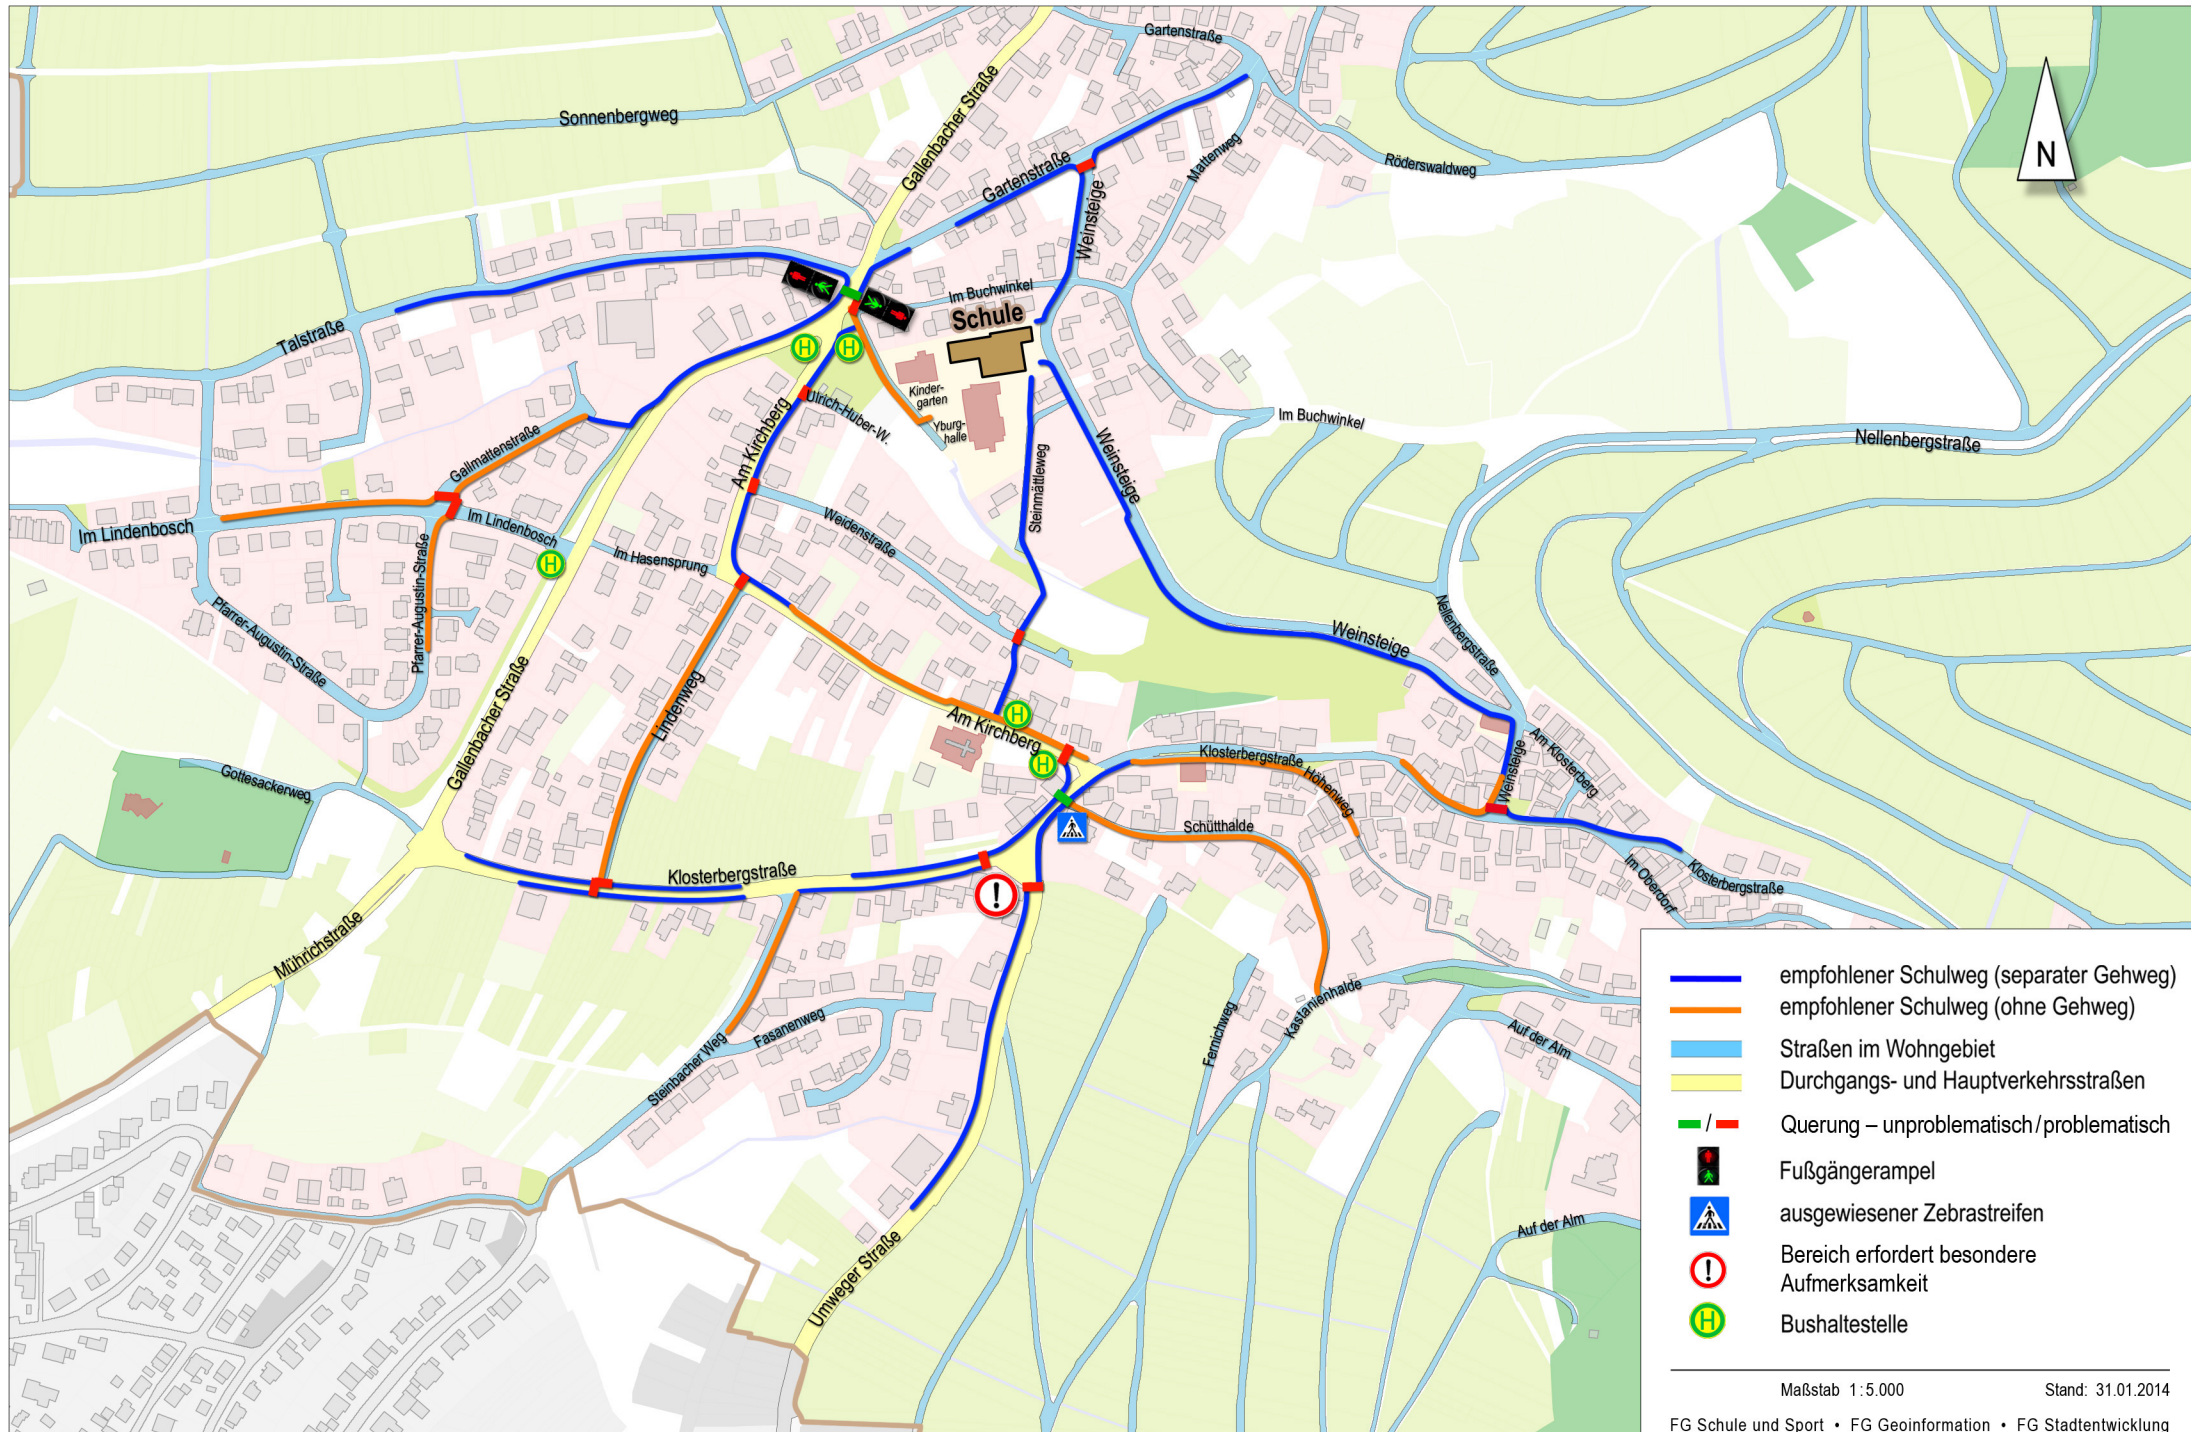 Gartenstraße
Sonnenbergweg
Gallenbacher Straße
Gartenstraße
Mattenweg
Röderswaldweg
N
Weinsteige
Talstraße
Im Buchwinkel
Schule
H
H
Kinder-
garten
Yburg-
halle
Ulrich-Huber-W.
Am Kirchberg
Im Buchwinkel
Nellenbergstraße
Gallmattenstraße
Weinsteige
Steinmättleweg
Im Lindenbosch
Im Lindenbosch
Weidenstraße
Im Hasensprung
H
Pfarrer-Augustin-Straße
Pfarrer-Augustin-Straße
Nellenbergstraße
Weinsteige
Lindenweg
Gallenbacher Straße
H
Am Kirchberg
H
Klosterbergstraße
Höhenweg
Weinsteige
Am Klosterberg
Gottesackerweg
Schütthalde
Klosterbergstraße
!
Im Oberdorf
Klosterbergstraße
Mührichstraße
Steinbacher Weg
Fasanenweg
Fernichweg
Kastanienhalde
Auf der Alm
Auf der Alm
Umweger Straße
empfohlener Schulweg (separater Gehweg)
empfohlener Schulweg (ohne Gehweg)
Straßen im Wohngebiet
Durchgangs- und Hauptverkehrsstraßen
/ Querung – unproblematisch/problematisch
Fußgängerampel
ausgewiesener Zebrastreifen
! Bereich erfordert besondere
Aufmerksamkeit
H Bushaltestelle
Maßstab 1:5.000 Stand: 31.01.2014
FG Schule und Sport • FG Geoinformation • FG Stadtentwicklung